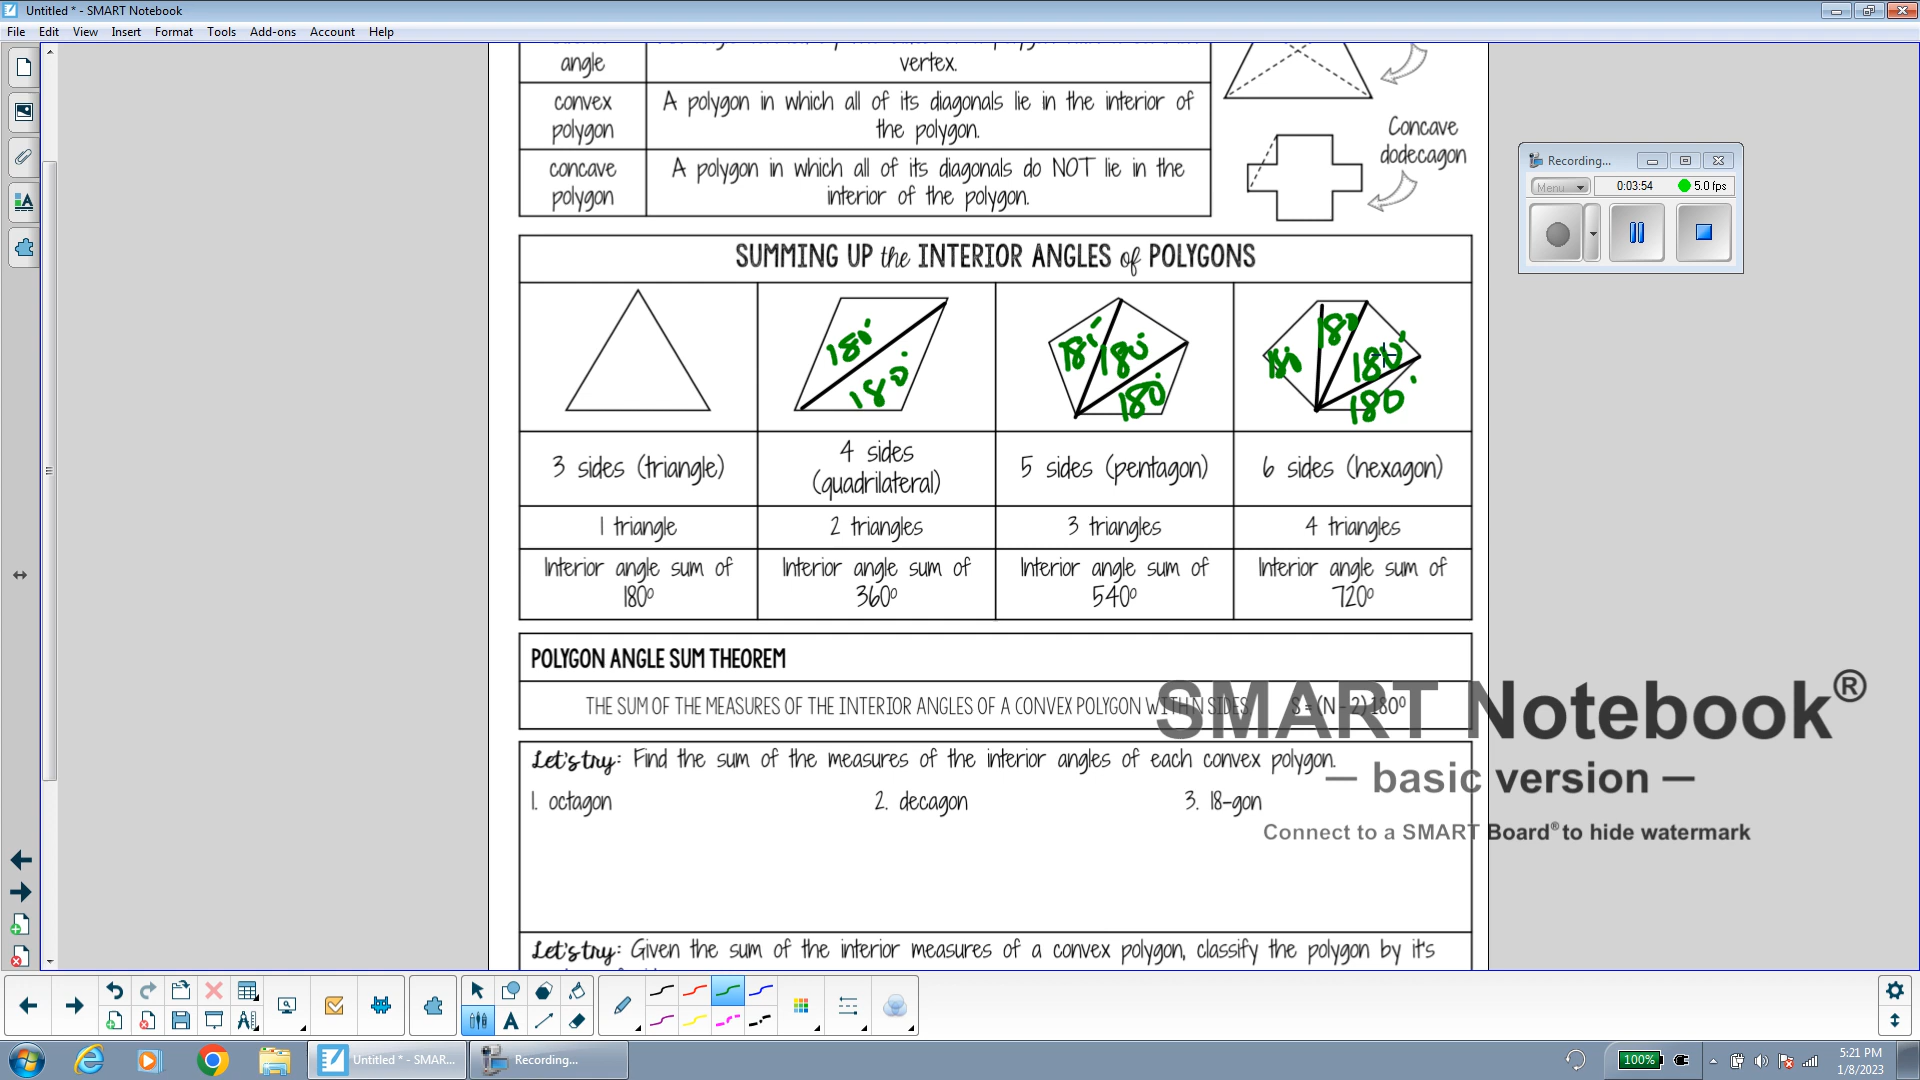 Untitled * - SMART Notebook
File Edit View Insert Format Tools Add-ons Account Help
angle
vertex.
convex polygon
A polygon in which all of its diagonals lie in the interior of
the polygon.
concave polygon
A polygon in which all of its diagonals do NOT lie in the
interior of the polygon.
Concave
dodecagon
Recording...
Menu
0:03:54
5.0 fps
SUMMING UP the INTERIOR ANGLES of POLYGONS
180°
180°
180°
180°
180°
180
180
180°
180°
3 sides (triangle)
4 sides
(quadrilateral)
5 sides (pentagon)
6 sides (hexagon)
1 triangle
2 triangles
3 triangles
4 triangles
Interior angle sum of
180°
Interior angle sum of
360°
Interior angle sum of
540°
Interior angle sum of
720°
POLYGON ANGLE SUM THEOREM
THE SUM OF THE MEASURES OF THE INTERIOR ANGLES OF A CONVEX POLYGON WITH N SIDES S = (N - 2) 180°
SMART Notebook®
— basic version —
Connect to a SMART Board® to hide watermark
Let's try: Find the sum of the measures of the interior angles of each convex polygon.
1. octagon
2. decagon
3. 18-gon
Let's try: Given the sum of the interior measures of a convex polygon, classify the polygon by it's
Untitled * - SMAR...
Recording...
100%
5:21 PM
1/8/2023